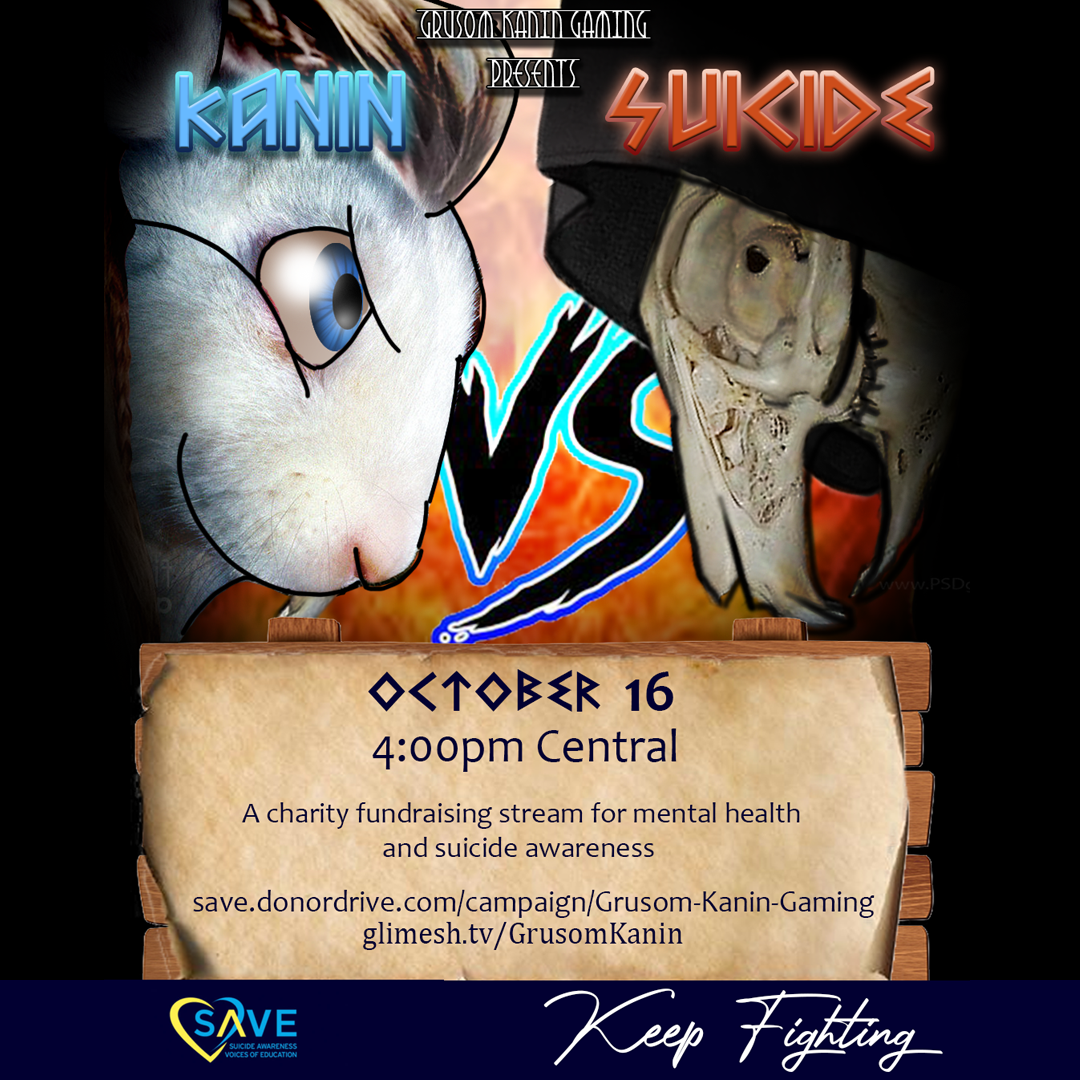 GRUSOM KANIN GAMING
PRESENTS
KANIN
SUICIDE
VS
OCTOBER 16
4:00pm Central
A charity fundraising stream for mental health
and suicide awareness
save.donordrive.com/campaign/Grusom-Kanin-Gaming
glimesh.tv/GrusomKanin
SAVE
SUICIDE AWARENESS
VOICES OF EDUCATION
Keep Fighting